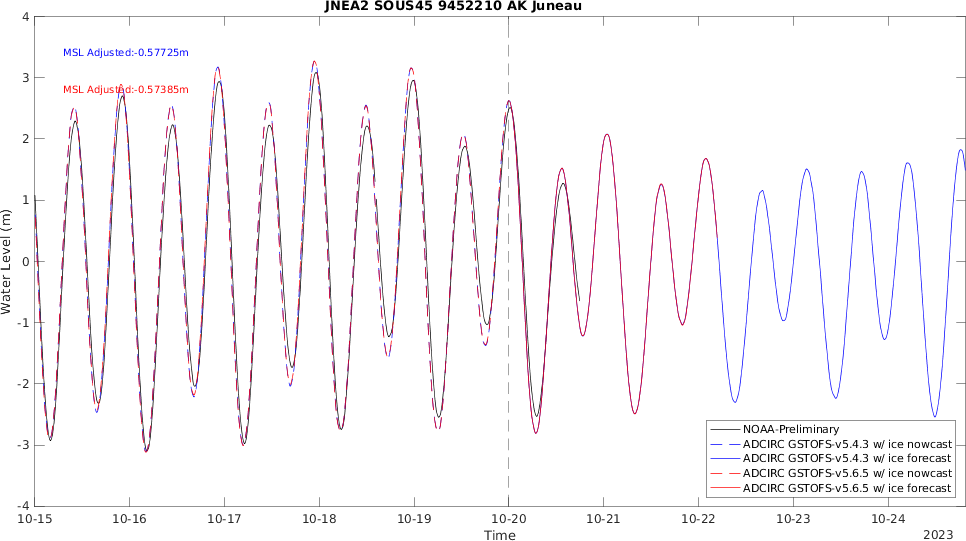 JNEA2 SOUS45 9452210 AK Juneau
MSL Adjusted:-0.57725m
MSL Adjusted:-0.57385m
Water Level (m)
4
3
2
1
0
-1
-2
-3
-4
NOAA-Preliminary
ADCIRC GSTOFS-v5.4.3 w/ ice nowcast
ADCIRC GSTOFS-v5.4.3 w/ ice forecast
ADCIRC GSTOFS-v5.6.5 w/ ice nowcast
ADCIRC GSTOFS-v5.6.5 w/ ice forecast
10-15 10-16 10-17 10-18 10-19 10-20 10-21 10-22 10-23 10-24
Time
2023